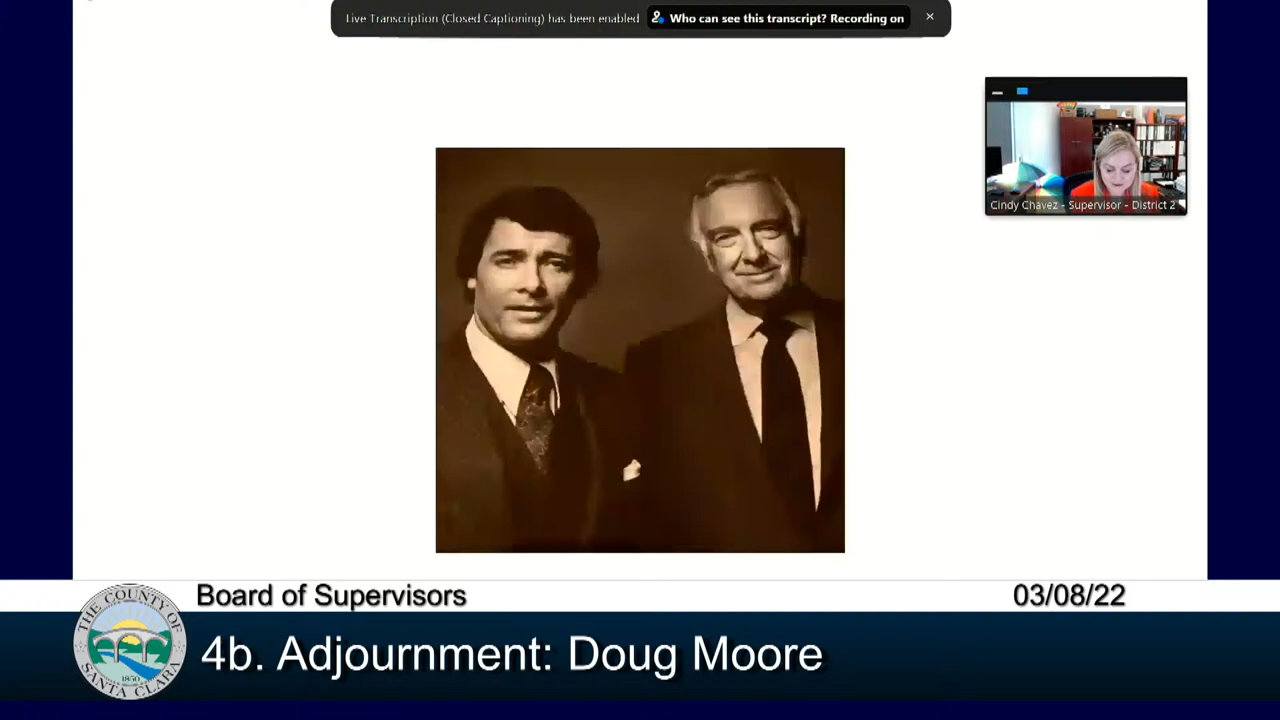 Live Transcription (Closed Captioning) has been enabled
Who can see this transcript? Recording on
Cindy Chavez - Supervisor - District 2
Board of Supervisors
03/08/22
THE COUNTY OF
SANTA CLARA
1850
4b. Adjournment: Doug Moore